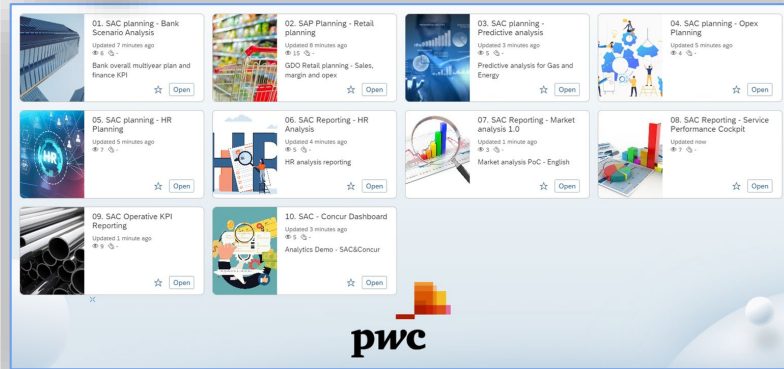 01. SAC planning - Bank
Scenario Analysis
Updated 7 minutes ago
6 -
Bank overall multiyear plan and
finance KPI
Open
02. SAP Planning - Retail
planning
Updated 8 minutes ago
15 -
GDO Retail planning - Sales,
margin and opex
Open
03. SAC planning -
Predictive analysis
Updated 3 minutes ago
5 -
Predictive analysis for Gas and
Energy
Open
04. SAC planning - Opex
Planning
Updated 5 minutes ago
4 -
Open
HR
05. SAC planning - HR
Planning
Updated 5 minutes ago
7 -
Open
HR
06. SAC Reporting - HR
Analysis
Updated 4 minutes ago
5 -
HR analysis reporting
Open
07. SAC Reporting - Market
analysis 1.0
Updated 1 minute ago
3 -
Market analysis PoC - English
Open
08. SAC Reporting - Service
Performance Cockpit
Updated now
7 -
Open
09. SAC Operative KPI
Reporting
Updated 1 minute ago
9 -
Open
10. SAC - Concur Dashboard
Updated 3 minutes ago
5 -
Analytics Demo - SAC&Concur
Open
pwc